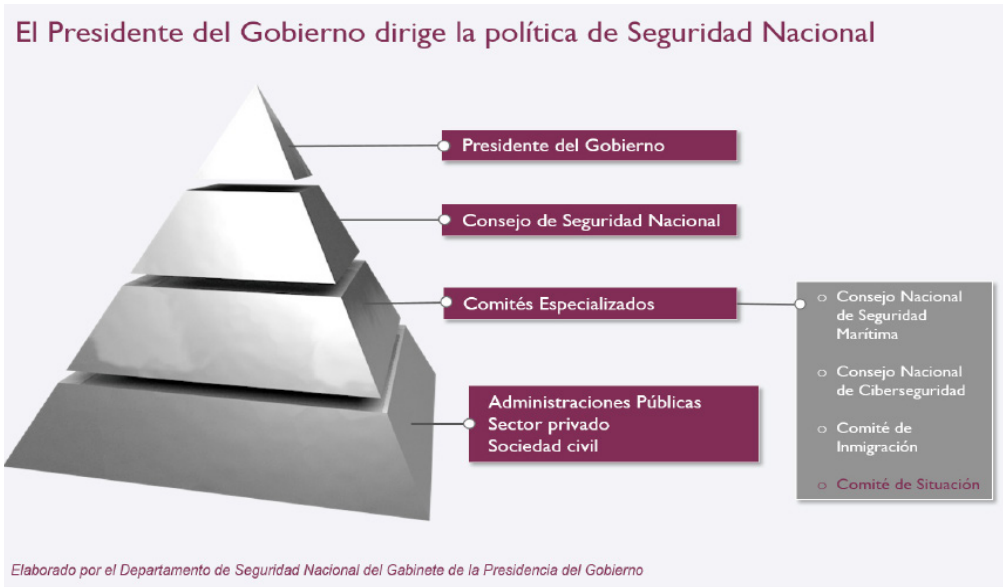 El Presidente del Gobierno dirige la política de Seguridad Nacional
Presidente del Gobierno
Consejo de Seguridad Nacional
Comités Especializados
Consejo Nacional
de Seguridad
Marítima
Consejo Nacional
de Ciberseguridad
Comité de
Inmigración
Comité de Situación
Administraciones Públicas
Sector privado
Sociedad civil
Elaborado por el Departamento de Seguridad Nacional del Gabinete de la Presidencia del Gobierno